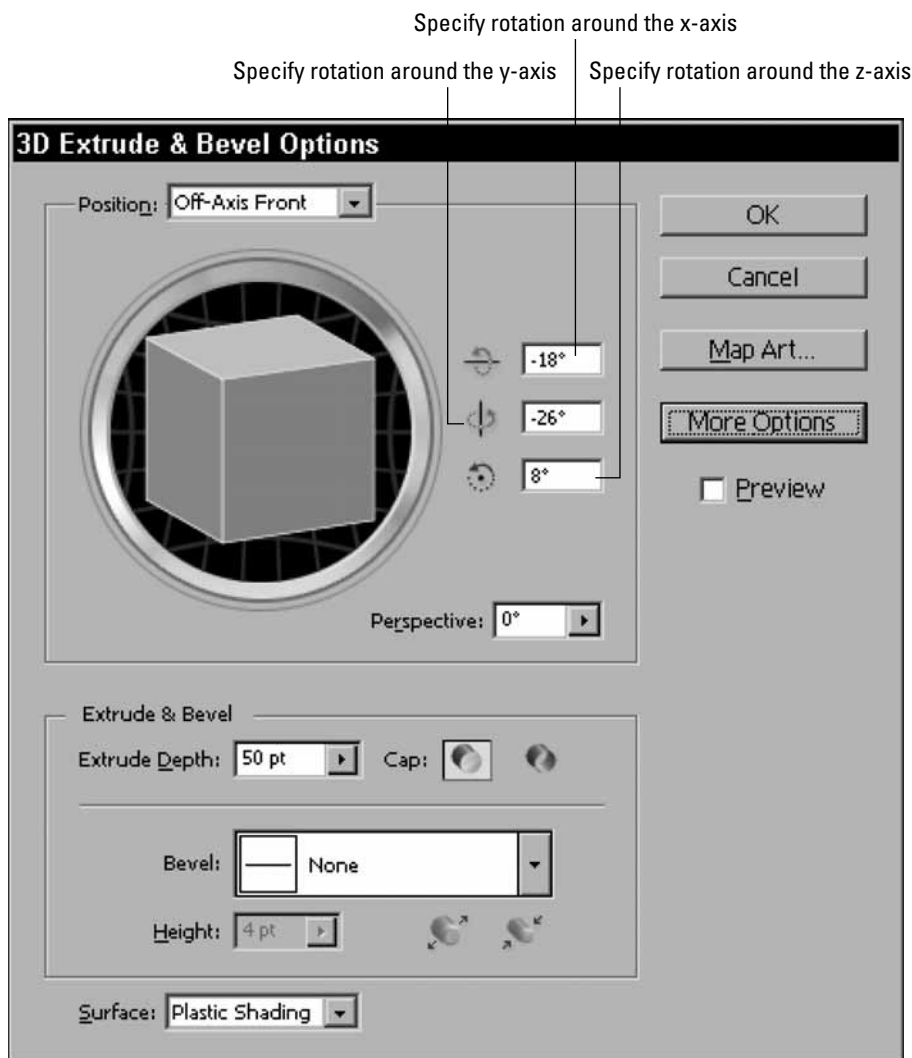 Specify rotation around the x-axis
Specify rotation around the y-axis
Specify rotation around the z-axis
3D Extrude & Bevel Options
Position: Off-Axis Front
OK
Cancel
-18°
Map Art...
-26°
More Options
8°
Preview
Perspective: 0°
Extrude & Bevel
Extrude Depth: 50 pt Cap:
Bevel: None
Height: 4 pt
Surface: Plastic Shading